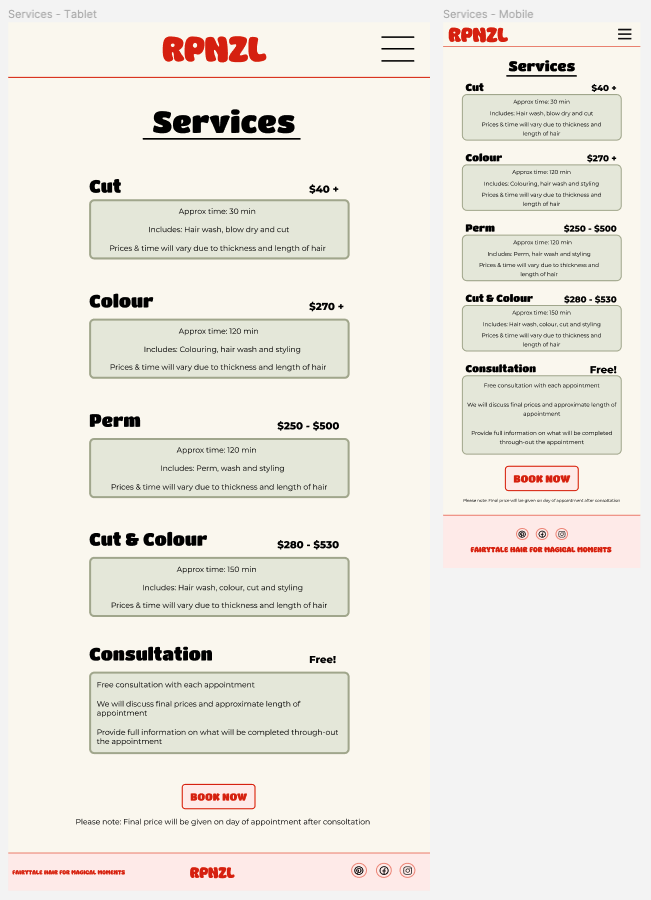 Services - Tablet
RPNZL
Services
Cut
$40 +
Approx time: 30 min
Includes: Hair wash, blow dry and cut
Prices & time will vary due to thickness and length of hair
Colour
$270 +
Approx time: 120 min
Includes: Colouring, hair wash and styling
Prices & time will vary due to thickness and length of hair
Perm
$250 - $500
Approx time: 120 min
Includes: Perm, wash and styling
Prices & time will vary due to thickness and length of hair
Cut & Colour
$280 - $530
Approx time: 150 min
Includes: Hair wash, colour, cut and styling
Prices & time will vary due to thickness and length of hair
Consultation
Free!
Free consultation with each appointment
We will discuss final prices and approximate length of
appointment
Provide full information on what will be completed through-out
the appointment
BOOK NOW
Please note: Final price will be given on day of appointment after consoltation
FAIRYTALE HAIR FOR MAGICAL MOMENTS
RPNZL
Services - Mobile
RPNZL
Services
Cut
$40 +
Approx time: 30 min
Includes: Hair wash, blow dry and cut
Prices & time will vary due to thickness and
length of hair
Colour
$270 +
Approx time: 120 min
Includes: Colouring, hair wash and styling
Prices & time will vary due to thickness and
length of hair
Perm
$250 - $500
Approx time: 120 min
Includes: Perm, hair wash and styling
Prices & time will vary due to thickness and
length of hair
Cut & Colour
$280 - $530
Approx time: 150 min
Includes: Hair wash, colour, cut and styling
Prices & time will vary due to thickness and
length of hair
Consultation
Free!
Free consultation with each appointment
We will discuss final prices and approximate length of
appointment
Provide full information on what will be completed
through-out the appointment
BOOK NOW
Please note: Final price will be given on day of appointment after consoltation
FAIRYTALE HAIR FOR MAGICAL MOMENTS